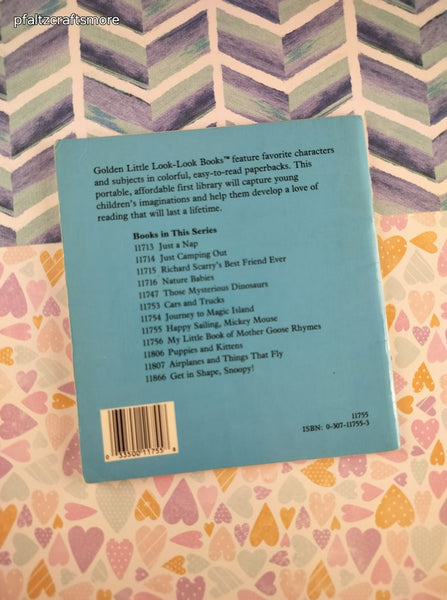 pfaltzcraftsmore
Golden Little Look-Look Books™ feature favorite characters
and subjects in colorful, easy-to-read paperbacks. This
portable, affordable first library will capture young
children's imaginations and help them develop a love of
reading that will last a lifetime.
Books in This Series
11713 Just a Nap
11714 Just Camping Out
11715 Richard Scarry's Best Friend Ever
11716 Nature Babies
11747 Those Mysterious Dinosaurs
11753 Cars and Trucks
11754 Journey to Magic Island
11755 Happy Sailing, Mickey Mouse
11756 My Little Book of Mother Goose Rhymes
11806 Puppies and Kittens
11807 Airplanes and Things That Fly
11866 Get in Shape, Snoopy!
0 33500 11755 8
11755
ISBN: 0-307-11755-3